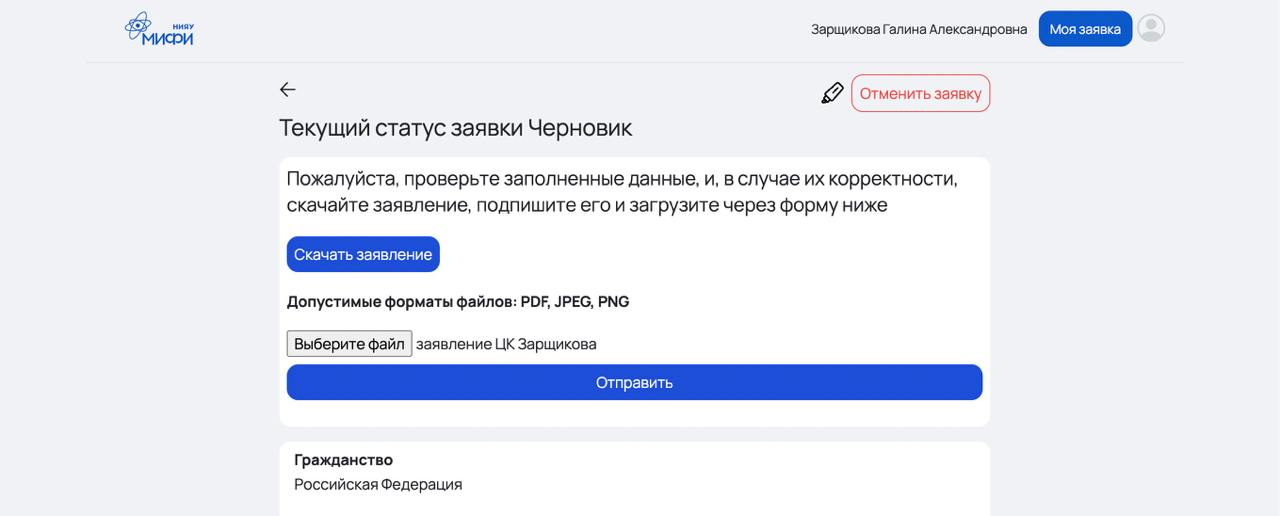 НИЯУ
МИФИ
Зарщикова Галина Александровна
Моя заявка
Отменить заявку
Текущий статус заявки Черновик
Пожалуйста, проверьте заполненные данные, и, в случае их корректности,
скачайте заявление, подпишите его и загрузите через форму ниже
Скачать заявление
Допустимые форматы файлов: PDF, JPEG, PNG
Выберите файл заявление ЦК Зарщикова
Отправить
Гражданство
Российская Федерация